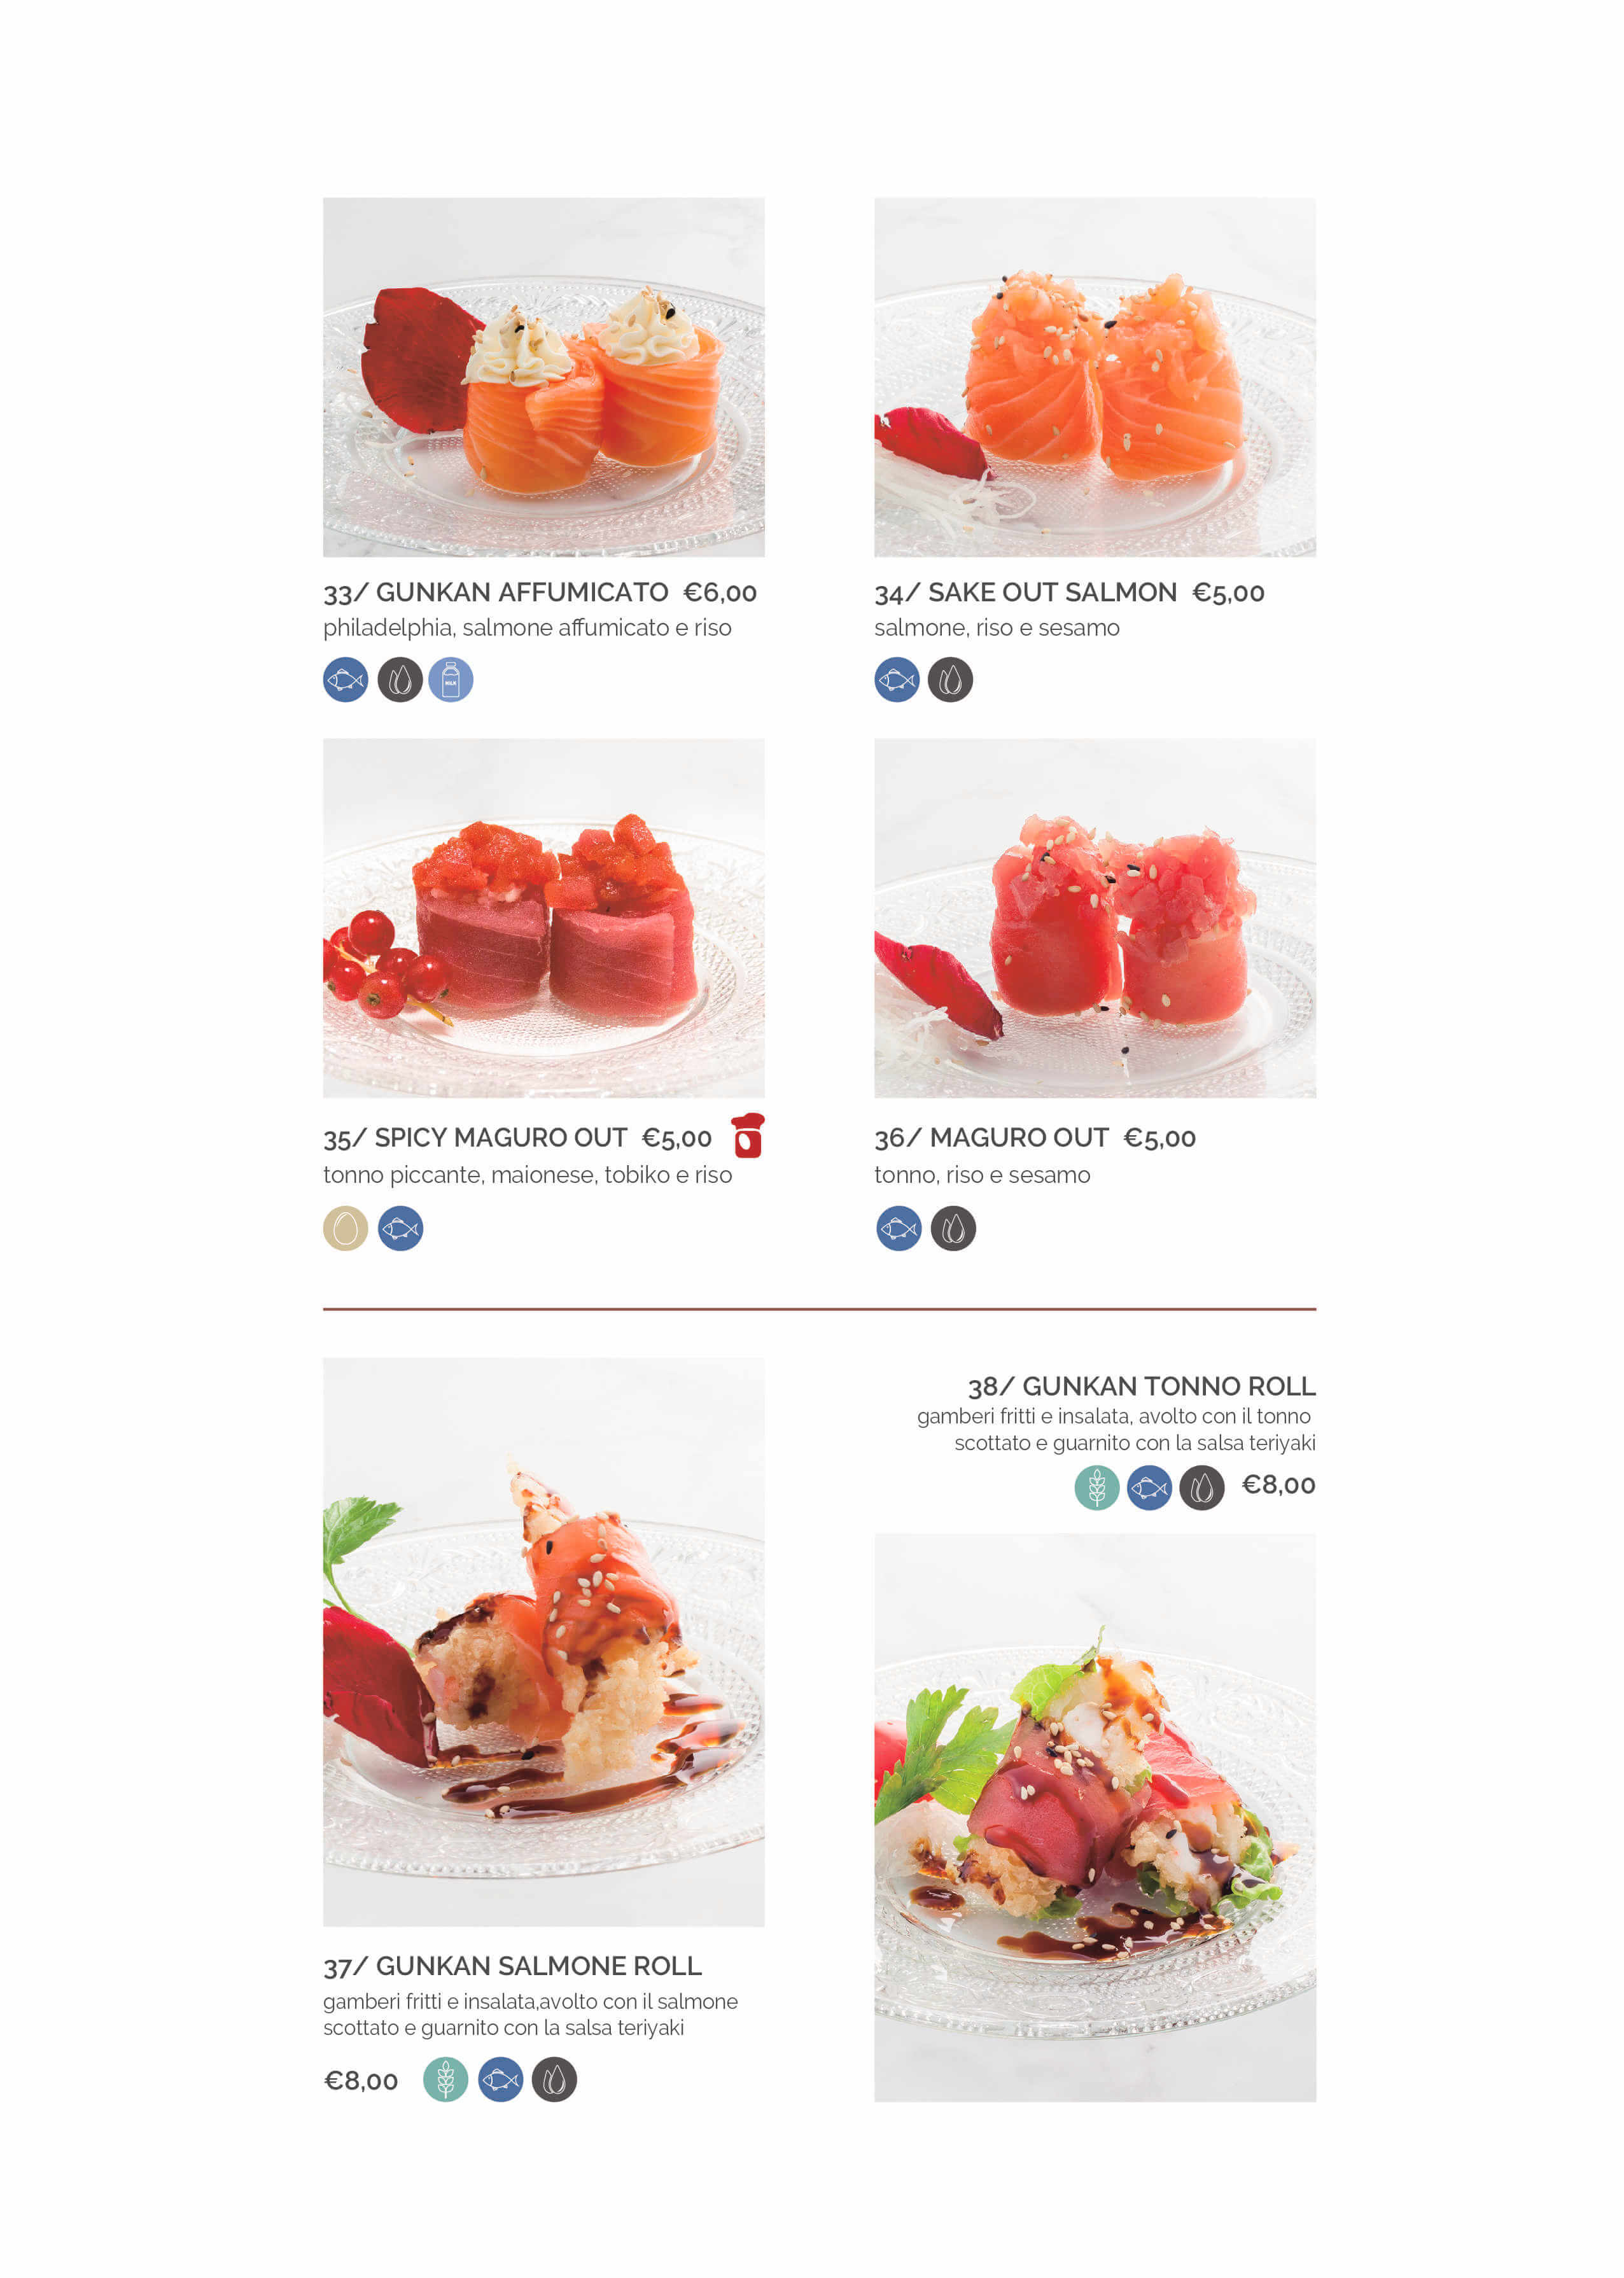 33/ GUNKAN AFFUMICATO €6,00
philadelphia, salmone affumicato e riso
MILK
34/ SAKE OUT SALMON €5,00
salmone, riso e sesamo
35/ SPICY MAGURO OUT €5,00
tonno piccante, maionese, tobiko e riso
36/ MAGURO OUT €5,00
tonno, riso e sesamo
37/ GUNKAN SALMONE ROLL
gamberi fritti e insalata,avolto con il salmone
scottato e guarnito con la salsa teriyaki
€8,00
38/ GUNKAN TONNO ROLL
gamberi fritti e insalata, avolto con il tonno
scottato e guarnito con la salsa teriyaki
€8,00